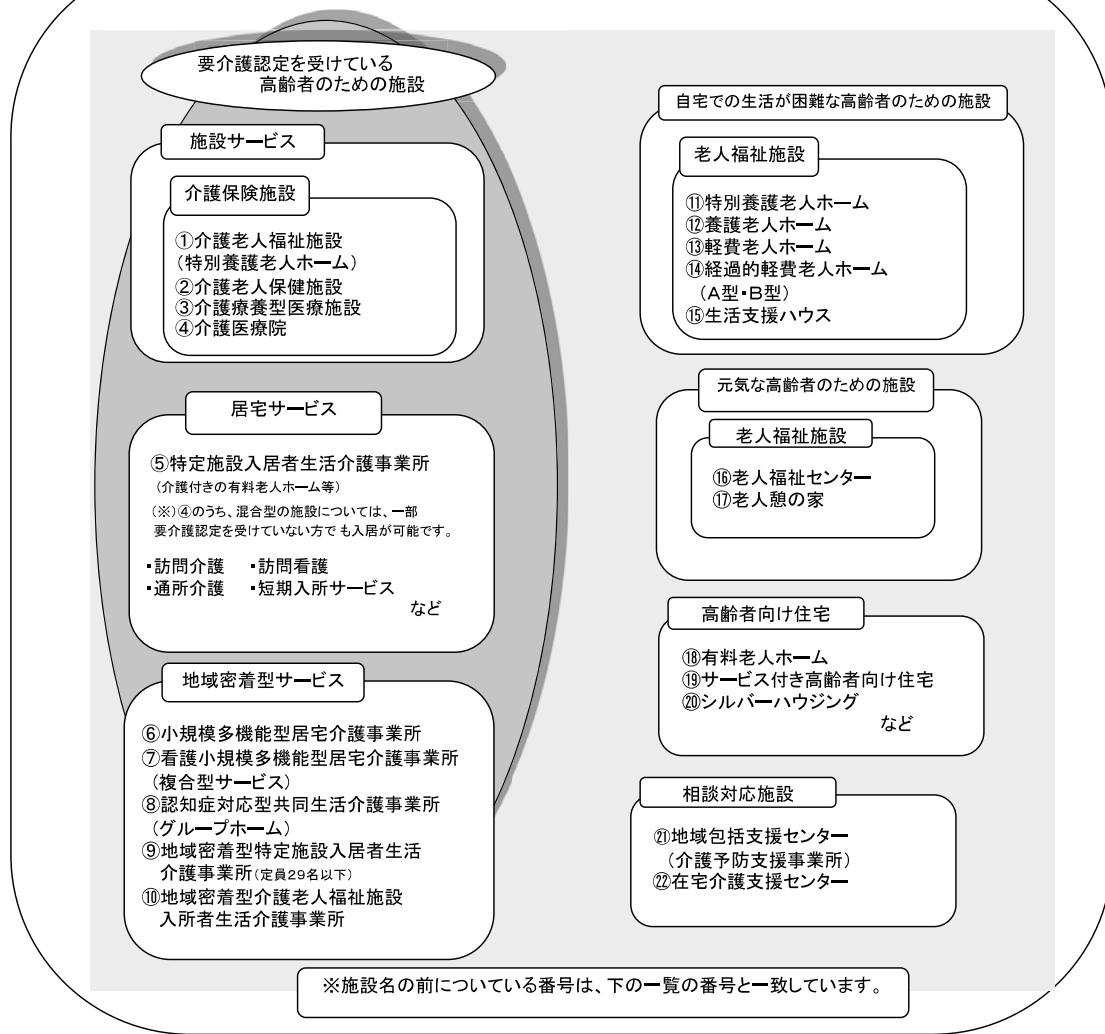 要介護認定を受けている
高齢者のための施設
施設サービス
介護保険施設
①介護老人福祉施設
(特別養護老人ホーム)
②介護老人保健施設
③介護療養型医療施設
④介護医療院
居宅サービス
⑤特定施設入居者生活介護事業所
(介護付きの有料老人ホーム等)
(※)④のうち、混合型の施設については、一部
要介護認定を受けていない方でも入居が可能です。
・訪問介護 ・訪問看護
・通所介護 ・短期入所サービス
など
地域密着型サービス
⑥小規模多機能型居宅介護事業所
⑦看護小規模多機能型居宅介護事業所
(複合型サービス)
⑧認知症対応型共同生活介護事業所
(グループホーム)
⑨地域密着型特定施設入居者生活
介護事業所(定員29名以下)
⑩地域密着型介護老人福祉施設
入所者生活介護事業所
自宅での生活が困難な高齢者のための施設
老人福祉施設
⑪特別養護老人ホーム
⑫養護老人ホーム
⑬軽費老人ホーム
⑭経過的軽費老人ホーム
(A型・B型)
⑮生活支援ハウス
元気な高齢者のための施設
老人福祉施設
⑯老人福祉センター
⑰老人憩の家
高齢者向け住宅
⑱有料老人ホーム
⑲サービス付き高齢者向け住宅
⑳シルバーハウジング
など
相談対応施設
㉑地域包括支援センター
(介護予防支援事業所)
㉒在宅介護支援センター
※施設名の前についている番号は、下の一覧の番号と一致しています。